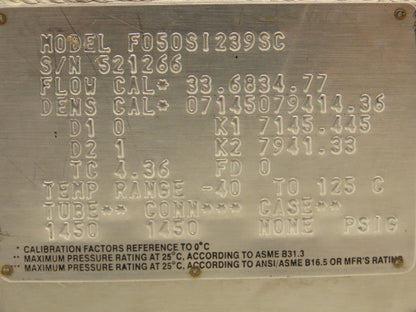 MODEL F050S1239SC
S/N 521266
FLOW CAL* 33.6834.77
DENS CAL* 07145079414.36
D1 0 K1 7145.445
D2 1 K2 7941.33
TC 4.36 FD 0
TEMP RANGE -40 TO 125 C
TUBE** CONN*** CASE**
1450 1450 NONE PSIG
* CALIBRATION FACTORS REFERENCE TO 0°C
** MAXIMUM PRESSURE RATING AT 25°C, ACCORDING TO ASME B31.3
*** MAXIMUM PRESSURE RATING AT 25°C, ACCORDING TO ANSI/ASME B16.5 OR MFR'S RATING